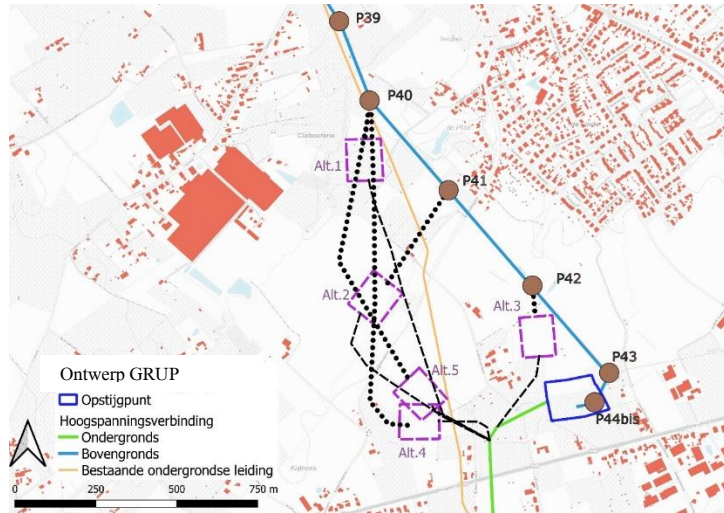 P39
P40
Alt.1
P41
Alt.2
P42
Alt.3
P43
Alt.5
P44bis
Alt.4
Ontwerp GRUP
Opstijgpunt
Hoogspanningsverbinding
Ondergronds
Bovengronds
Bestaande ondergrondse leiding
0 250 500 750 m